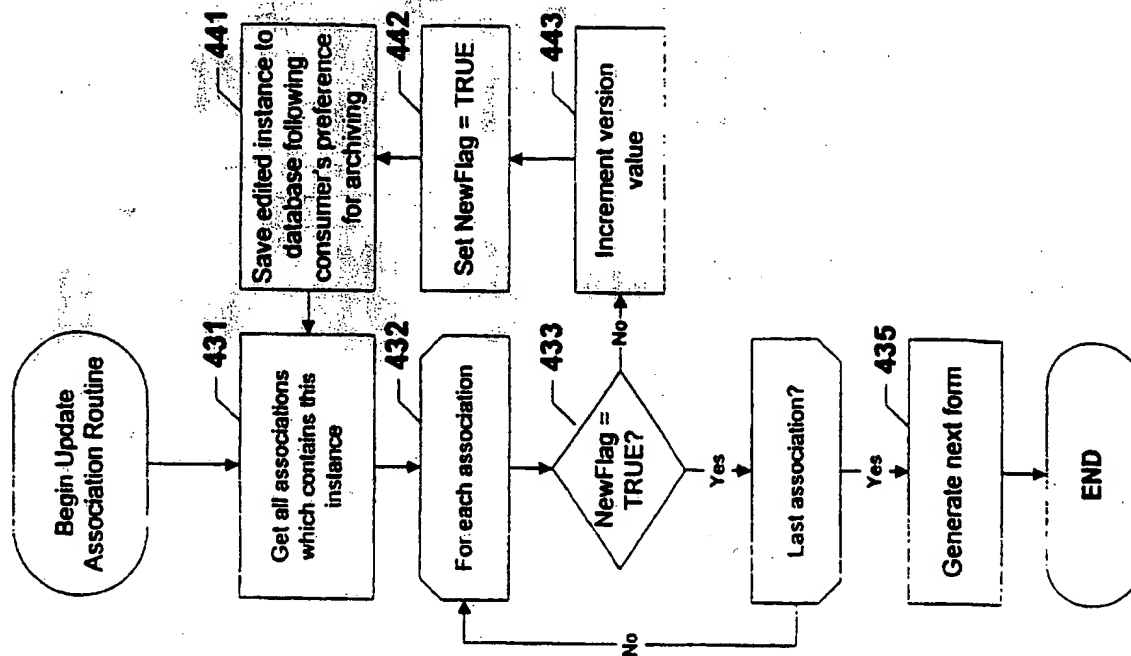 Begin Update
Association Routine
431
Get all associations
which contains this
instance
432
For each association
433
NewFlag =
TRUE?
No
Yes
Last association?
No
Yes
435
Generate next form
END
441
Save edited instance to
database following
consumer's preference
for archiving
442
Set NewFlag = TRUE
443
Increment version
value